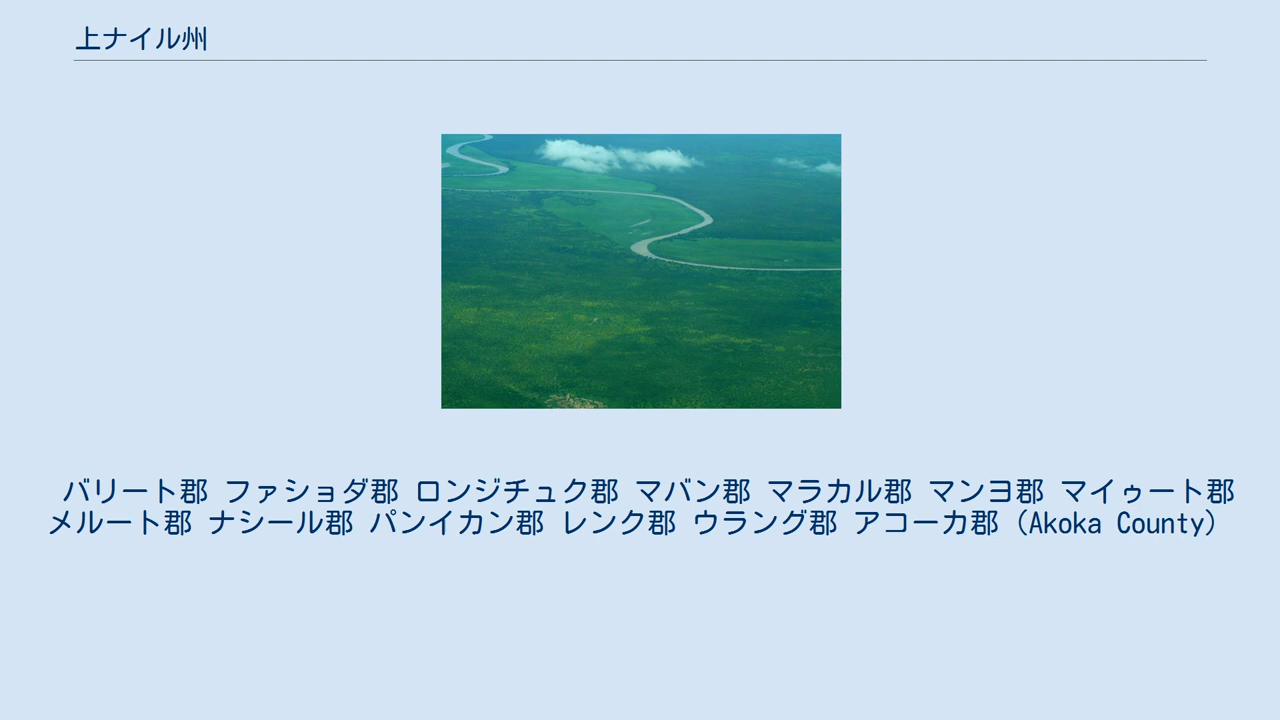 上ナイル州
バリート郡 ファショダ郡 ロンジチュク郡 マバン郡 マラカル郡 マンヨ郡 マイゥート郡
メルート郡 ナシール郡 パンイカン郡 レンク郡 ウラング郡 アコーカ郡 (Akoka County)